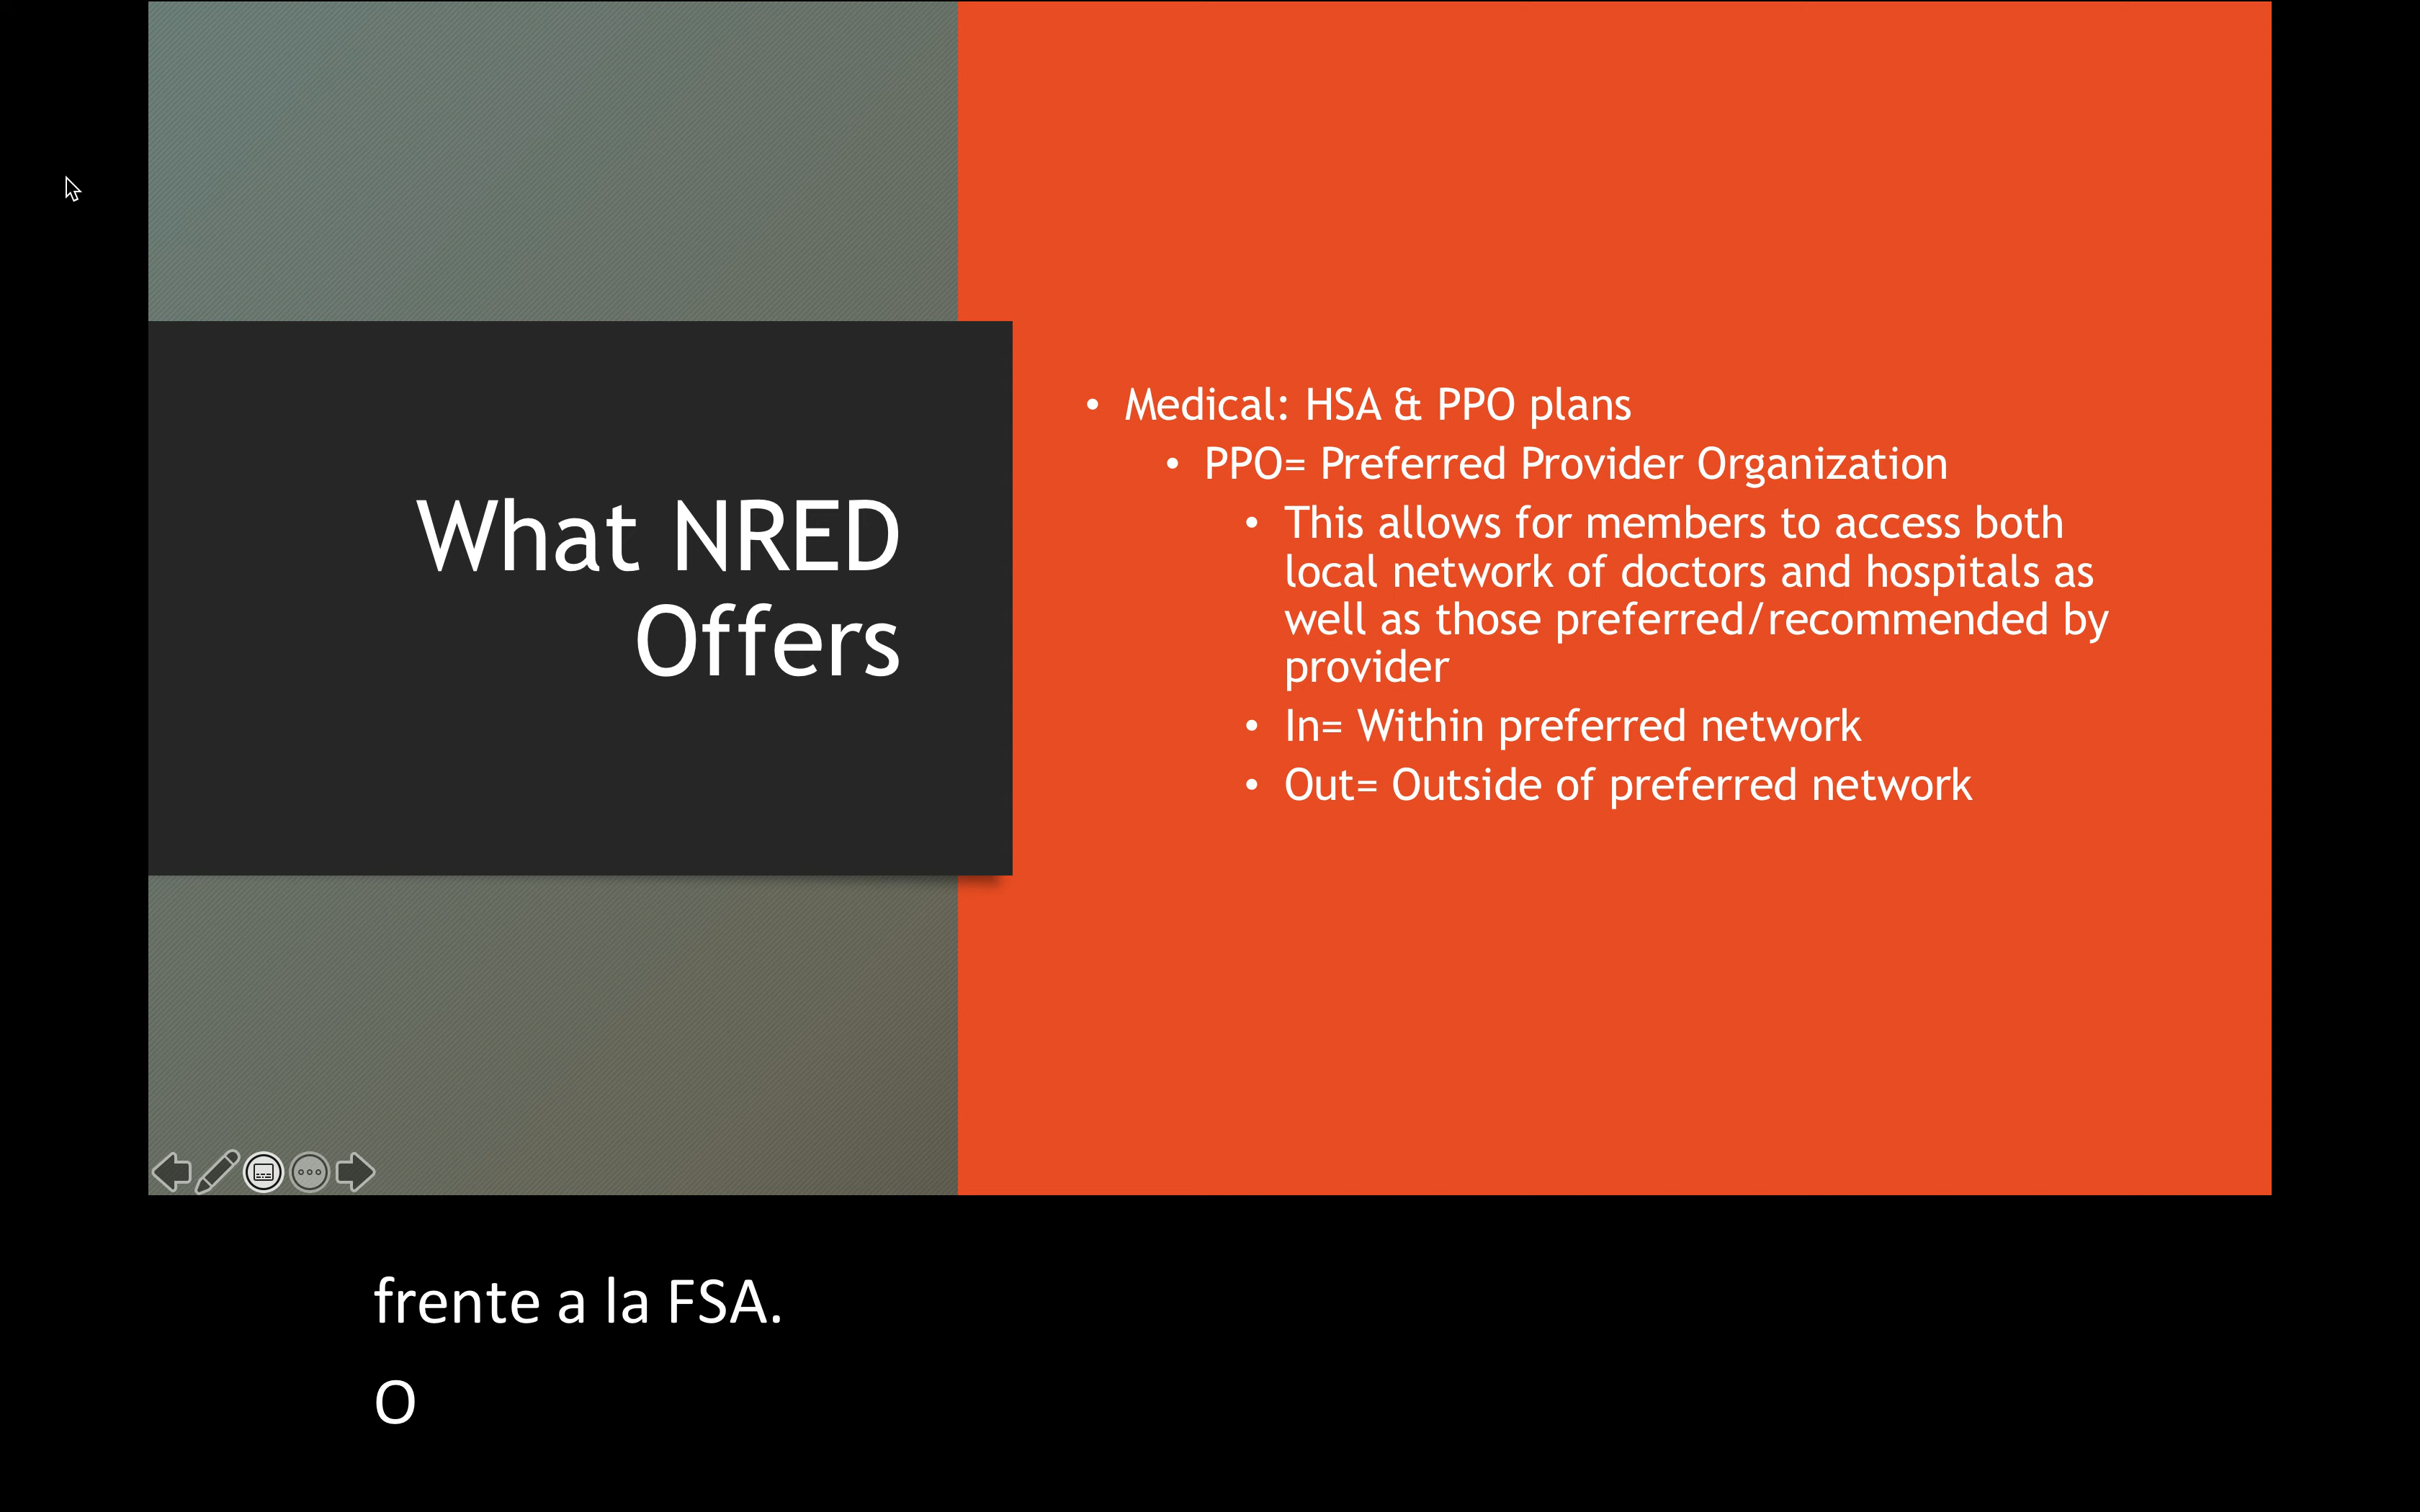 What NRED
Offers
• Medical: HSA & PPO plans
• PPO= Preferred Provider Organization
• This allows for members to access both
local network of doctors and hospitals as
well as those preferred/recommended by
provider
• In= Within preferred network
• Out= Outside of preferred network
frente a la FSA.
O